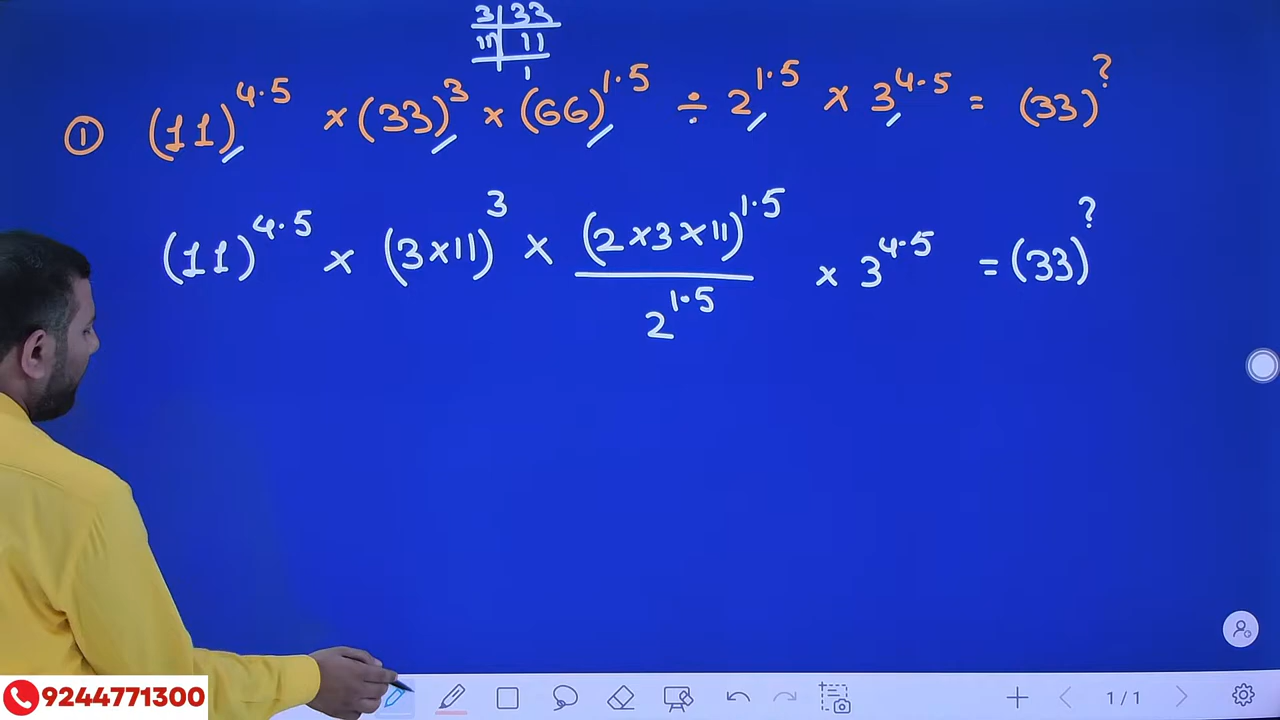 3 | 33
11 | 11
1
① (11)^4.5 × (33)^3 × (66)^1.5 ÷ 2^1.5 × 3^4.5 = (33)^?
(11)^4.5 × (3×11)^3 × (2×3×11)^1.5 / 2^1.5 × 3^4.5 = (33)^?
9244771300
1/1